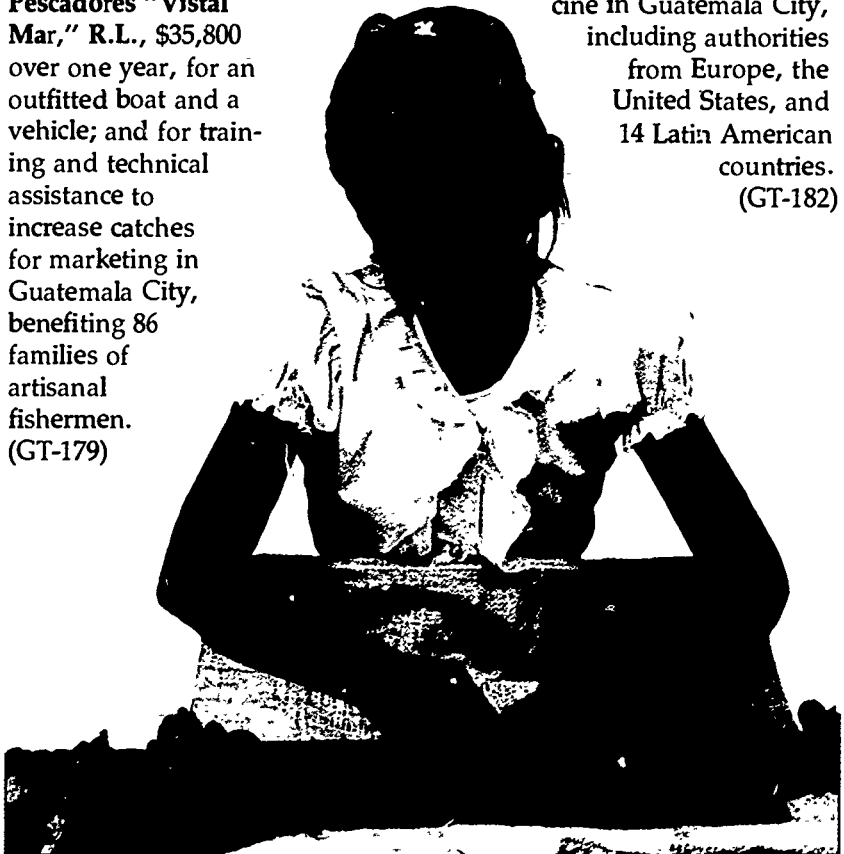 Pescadores "Vistal
Mar," R.L., $35,800
over one year, for an
outfitted boat and a
vehicle; and for train-
ing and technical
assistance to
increase catches
for marketing in
Guatemala City,
benefiting 86
families of
artisanal
fishermen.
(GT-179)
cine in Guatemala City,
including authorities
from Europe, the
United States, and
14 Latin American
countries.
(GT-182)